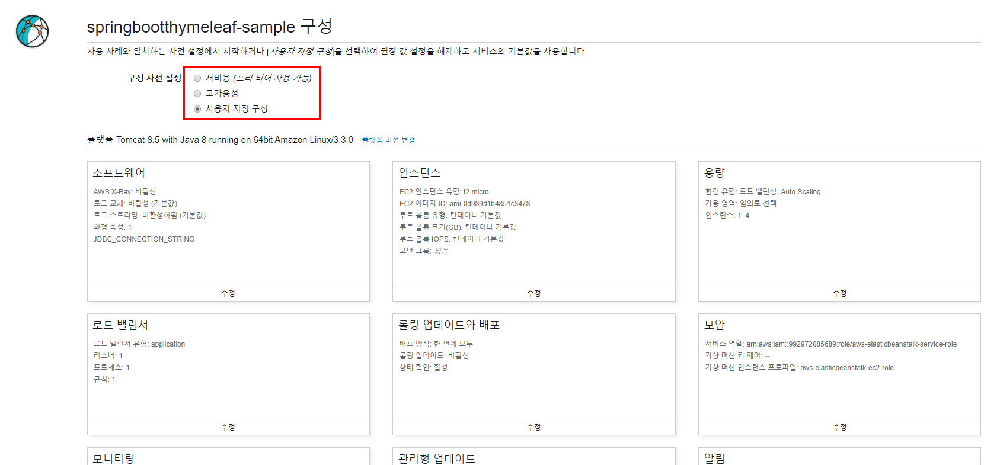 springbootthymeleaf-sample 구성
사용 사례와 일치하는 사전 설정에서 시작하거나 [사용자 지정 구성]을 선택하여 권장 값 설정을 해제하고 서비스의 기본값을 사용합니다.
구성 사전 설정
저비용 (프리 티어 사용 가능)
고가용성
사용자 지정 구성
플랫폼 Tomcat 8.5 with Java 8 running on 64bit Amazon Linux/3.3.0 플랫폼 버전 변경
소프트웨어
AWS X-Ray: 비활성
로그 교체: 비활성 (기본값)
로그 스트리밍: 비활성화됨 (기본값)
환경 속성: 1
JDBC_CONNECTION_STRING
수정
인스턴스
EC2 인스턴스 유형: t2.micro
EC2 이미지 ID: ami-0d989d1b4851c8478
루트 볼륨 유형: 컨테이너 기본값
루트 볼륨 크기(GB): 컨테이너 기본값
루트 볼륨 IOPS: 컨테이너 기본값
보안 그룹: 없음
수정
용량
환경 유형: 로드 밸런싱, Auto Scaling
가용 영역: 임의로 선택
인스턴스: 1–4
수정
로드 밸런서
로드 밸런서 유형: application
리스너: 1
프로세스: 1
규칙: 1
수정
롤링 업데이트와 배포
배포 방식: 한 번에 모두
롤링 업데이트: 비활성
상태 확인: 활성
수정
보안
서비스 역할: arn:aws:iam::992972085689:role/aws-elasticbeanstalk-service-role
가상 머신 키 페어: --
가상 머신 인스턴스 프로파일: aws-elasticbeanstalk-ec2-role
수정
모니터링
관리형 업데이트
알림